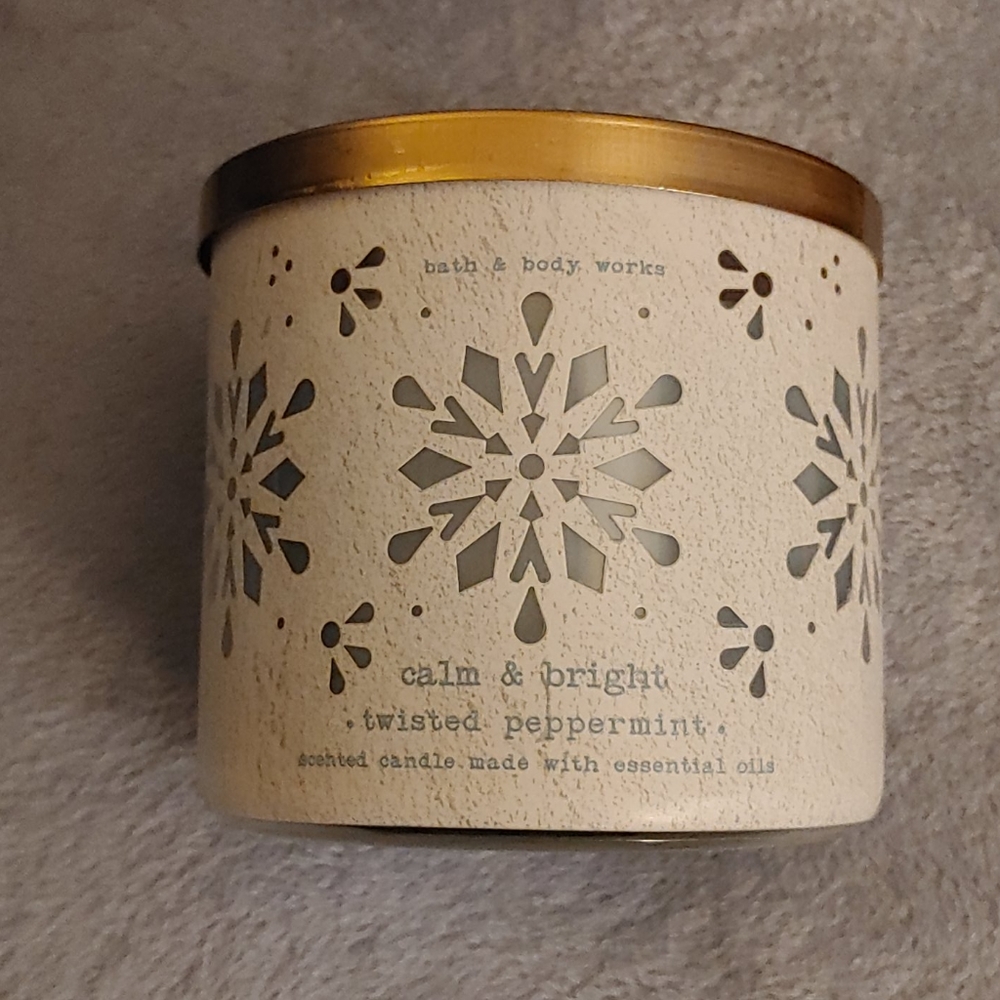 bath & body works
calm & bright
• twisted peppermint •
scented candle made with essential oils